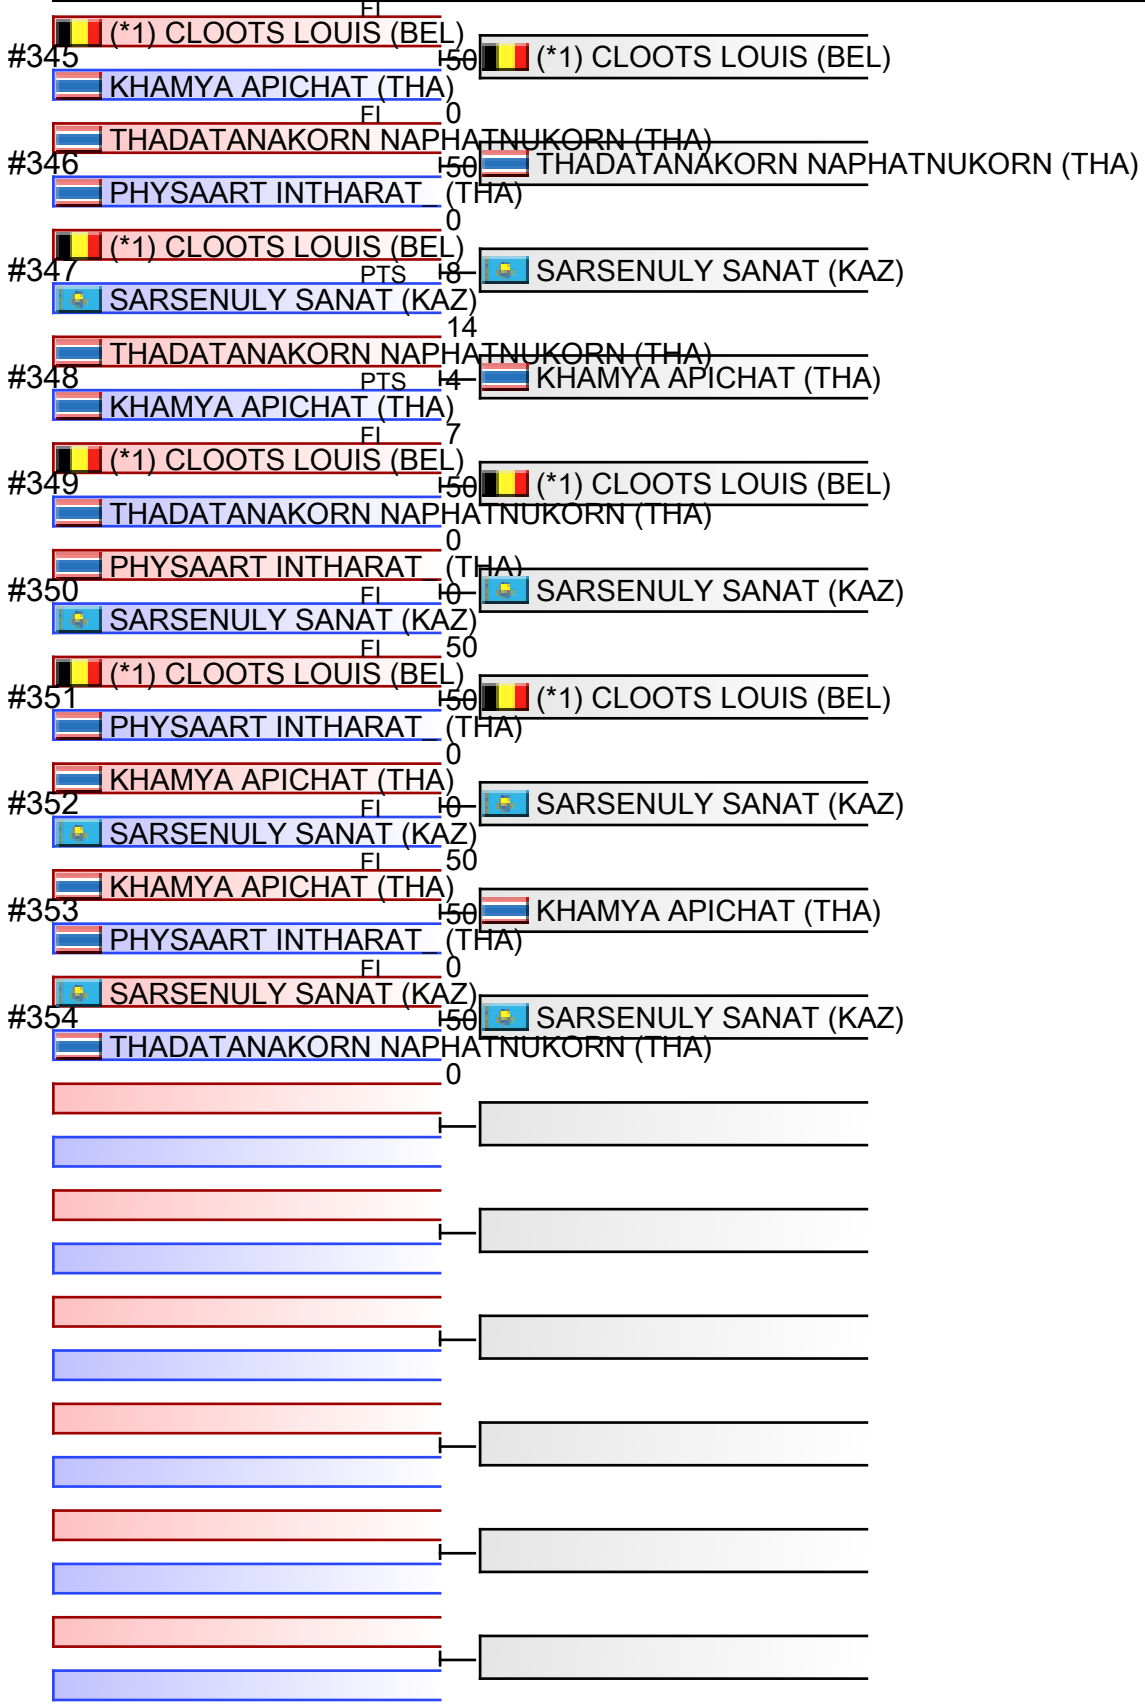 FI
(*1) CLOOTS LOUIS (BEL)
#345
50
(*1) CLOOTS LOUIS (BEL)
KHAMYA APICHAT (THA)
FI 0
THADATANAKORN NAPHATNUKORN (THA)
#346
50
THADATANAKORN NAPHATNUKORN (THA)
PHYSAART INTHARAT_ (THA)
0
(*1) CLOOTS LOUIS (BEL)
#347
PTS 8
SARSENULY SANAT (KAZ)
SARSENULY SANAT (KAZ)
14
THADATANAKORN NAPHATNUKORN (THA)
#348
PTS 4
KHAMYA APICHAT (THA)
KHAMYA APICHAT (THA)
FI 7
(*1) CLOOTS LOUIS (BEL)
#349
50
(*1) CLOOTS LOUIS (BEL)
THADATANAKORN NAPHATNUKORN (THA)
0
PHYSAART INTHARAT_ (THA)
#350
FI 0
SARSENULY SANAT (KAZ)
SARSENULY SANAT (KAZ)
FI 50
(*1) CLOOTS LOUIS (BEL)
#351
50
(*1) CLOOTS LOUIS (BEL)
PHYSAART INTHARAT_ (THA)
0
KHAMYA APICHAT (THA)
#352
FI 0
SARSENULY SANAT (KAZ)
SARSENULY SANAT (KAZ)
FI 50
KHAMYA APICHAT (THA)
#353
50
KHAMYA APICHAT (THA)
PHYSAART INTHARAT_ (THA)
FI 0
SARSENULY SANAT (KAZ)
#354
50
SARSENULY SANAT (KAZ)
THADATANAKORN NAPHATNUKORN (THA)
0